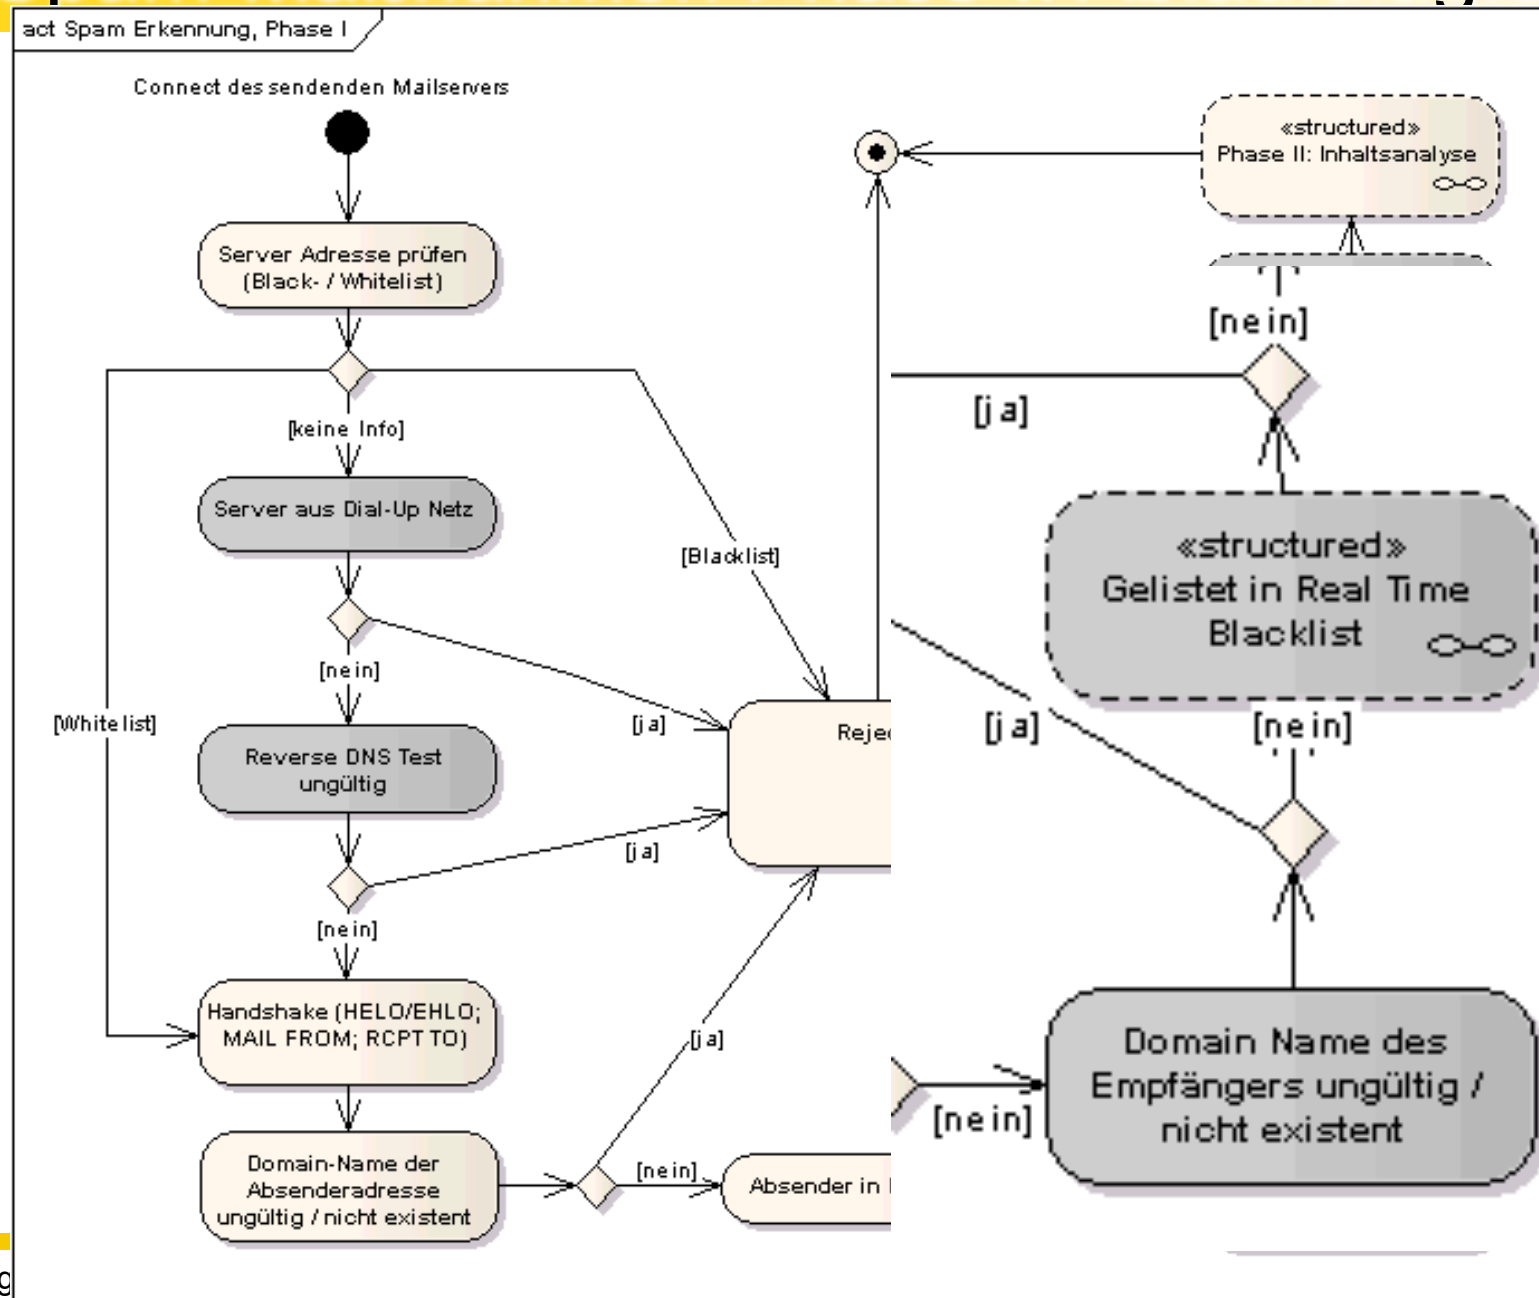 act Spam Erkennung, Phase I
Connect des sendenden Mailservers
«structured»
Phase II: Inhaltsanalyse
Server Adresse prüfen
(Black- / Whitelist)
[nein]
[ja]
[keine Info]
Server aus Dial-Up Netz
[Blacklist]
«structured»
Gelistet in Real Time
Blacklist
[nein]
[Whitelist]
[ja]
[ja]
[nein]
Reverse DNS Test
ungültig
[ja]
[nein]
Handshake (HELO/EHLO;
MAIL FROM; RCPT TO)
[ja]
Domain Name des
Empfängers ungültig /
nicht existent
[nein]
Domain-Name der
Absenderadresse
ungültig / nicht existent
[nein]
Absender in